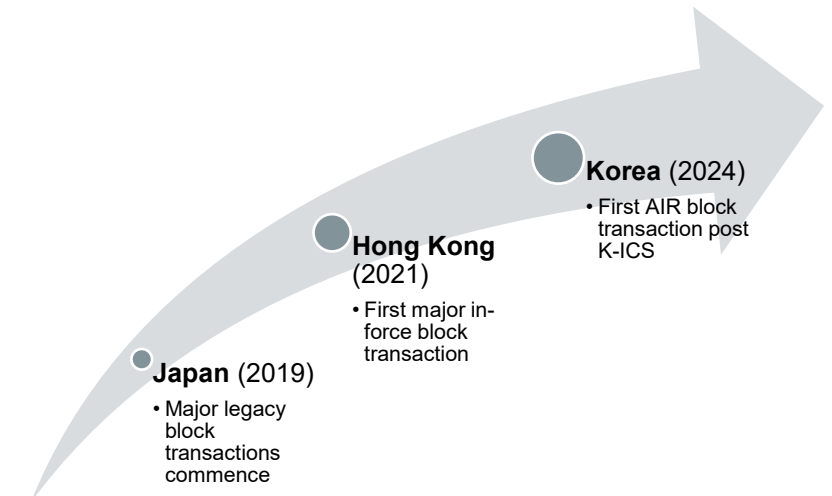 Korea (2024)
• First AIR block
transaction post
K-ICS
Hong Kong
(2021)
• First major in-
force block
transaction
Japan (2019)
• Major legacy
block
transactions
commence